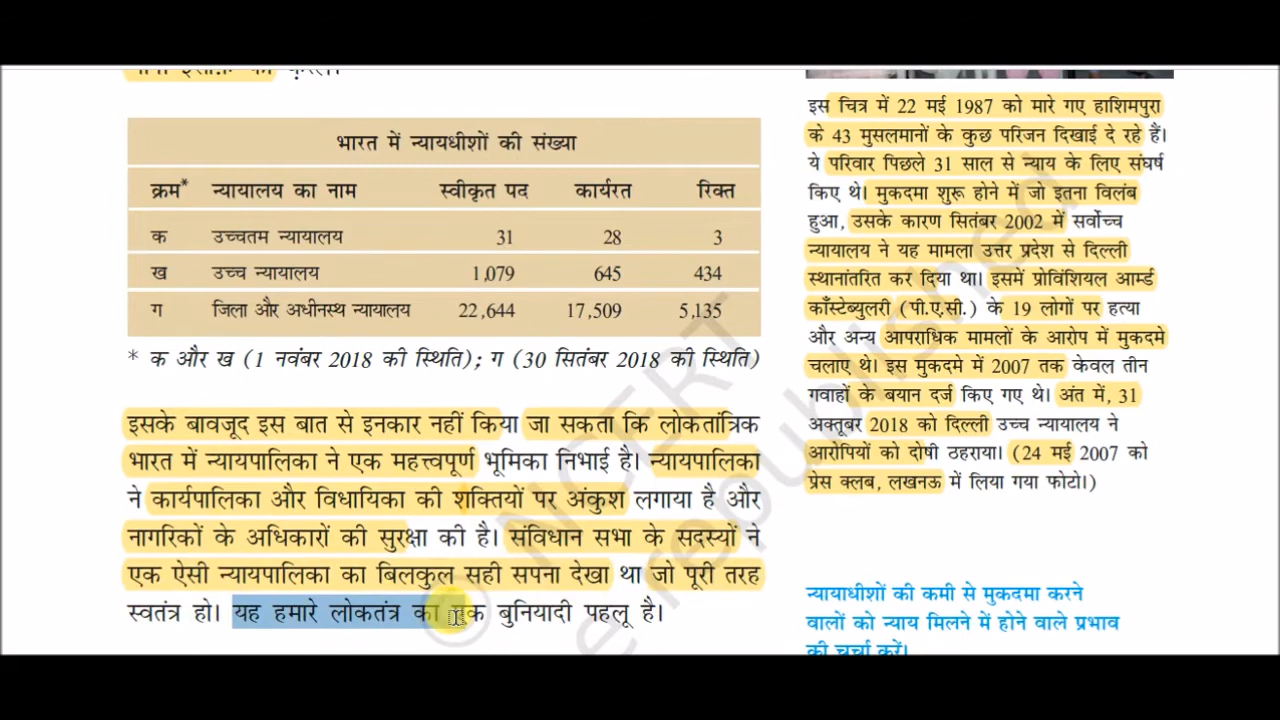 भारत में न्यायधीशों की संख्या
क्रम* न्यायालय का नाम स्वीकृत पद कार्यरत रिक्त
क उच्चतम न्यायालय 31 28 3
ख उच्च न्यायालय 1,079 645 434
ग जिला और अधीनस्थ न्यायालय 22,644 17,509 5,135
* क और ख (1 नवंबर 2018 की स्थिति); ग (30 सितंबर 2018 की स्थिति)
इसके बावजूद इस बात से इनकार नहीं किया जा सकता कि लोकतांत्रिक
भारत में न्यायपालिका ने एक महत्त्वपूर्ण भूमिका निभाई है। न्यायपालिका
ने कार्यपालिका और विधायिका की शक्तियों पर अंकुश लगाया है और
नागरिकों के अधिकारों की सुरक्षा की है। संविधान सभा के सदस्यों ने
एक ऐसी न्यायपालिका का बिलकुल सही सपना देखा था जो पूरी तरह
स्वतंत्र हो। यह हमारे लोकतंत्र का एक बुनियादी पहलू है।
इस चित्र में 22 मई 1987 को मारे गए हाशिमपुरा
के 43 मुसलमानों के कुछ परिजन दिखाई दे रहे हैं।
ये परिवार पिछले 31 साल से न्याय के लिए संघर्ष
किए थे। मुकदमा शुरू होने में जो इतना विलंब
हुआ, उसके कारण सितंबर 2002 में सर्वोच्च
न्यायालय ने यह मामला उत्तर प्रदेश से दिल्ली
स्थानांतरित कर दिया था। इसमें प्रोविंशियल आर्म्ड
काँस्टेब्युलरी (पी.ए.सी.) के 19 लोगों पर हत्या
और अन्य आपराधिक मामलों के आरोप में मुकदमे
चलाए थे। इस मुकदमे में 2007 तक केवल तीन
गवाहों के बयान दर्ज किए गए थे। अंत में, 31
अक्तूबर 2018 को दिल्ली उच्च न्यायालय ने
आरोपियों को दोषी ठहराया। (24 मई 2007 को
प्रेस क्लब, लखनऊ में लिया गया फोटो।)
न्यायाधीशों की कमी से मुकदमा करने
वालों को न्याय मिलने में होने वाले प्रभाव
की चर्चा करें।
© NCERT
republished